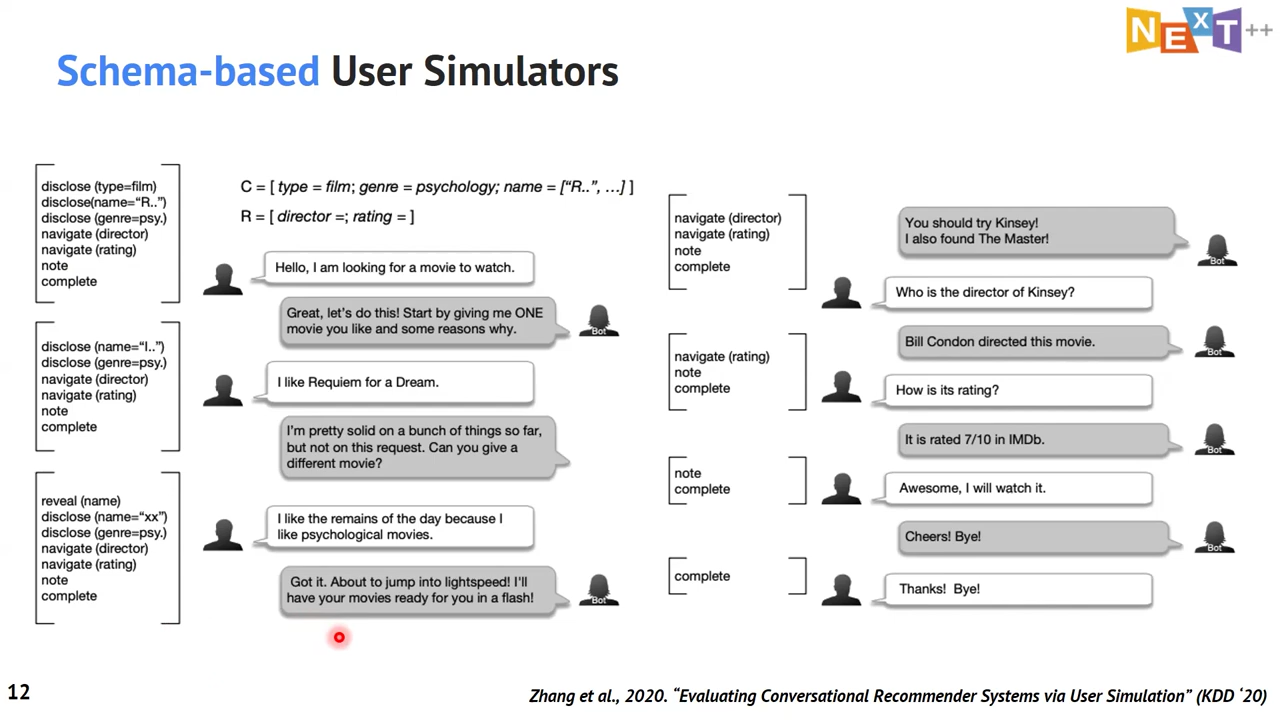 NExT++
Schema-based User Simulators
disclose (type=film)
disclose(name="R..")
disclose (genre=psy.)
navigate (director)
navigate (rating)
note
complete
C = [ type = film; genre = psychology; name = ["R..", ...] ]
R = [ director =; rating = ]
Hello, I am looking for a movie to watch.
Great, let's do this! Start by giving me ONE
movie you like and some reasons why.
Bot
disclose (name="I..")
disclose (genre=psy.)
navigate (director)
navigate (rating)
note
complete
I like Requiem for a Dream.
I'm pretty solid on a bunch of things so far,
but not on this request. Can you give a
different movie?
reveal (name)
disclose (name="xx")
disclose (genre=psy.)
navigate (director)
navigate (rating)
note
complete
I like the remains of the day because I
like psychological movies.
Got it. About to jump into lightspeed! I'll
have your movies ready for you in a flash!
Bot
navigate (director)
navigate (rating)
note
complete
You should try Kinsey!
I also found The Master!
Bot
Who is the director of Kinsey?
Bill Condon directed this movie.
Bot
navigate (rating)
note
complete
How is its rating?
It is rated 7/10 in IMDb.
Bot
note
complete
Awesome, I will watch it.
Cheers! Bye!
Bot
complete
Thanks! Bye!
12
Zhang et al., 2020. "Evaluating Conversational Recommender Systems via User Simulation" (KDD '20)